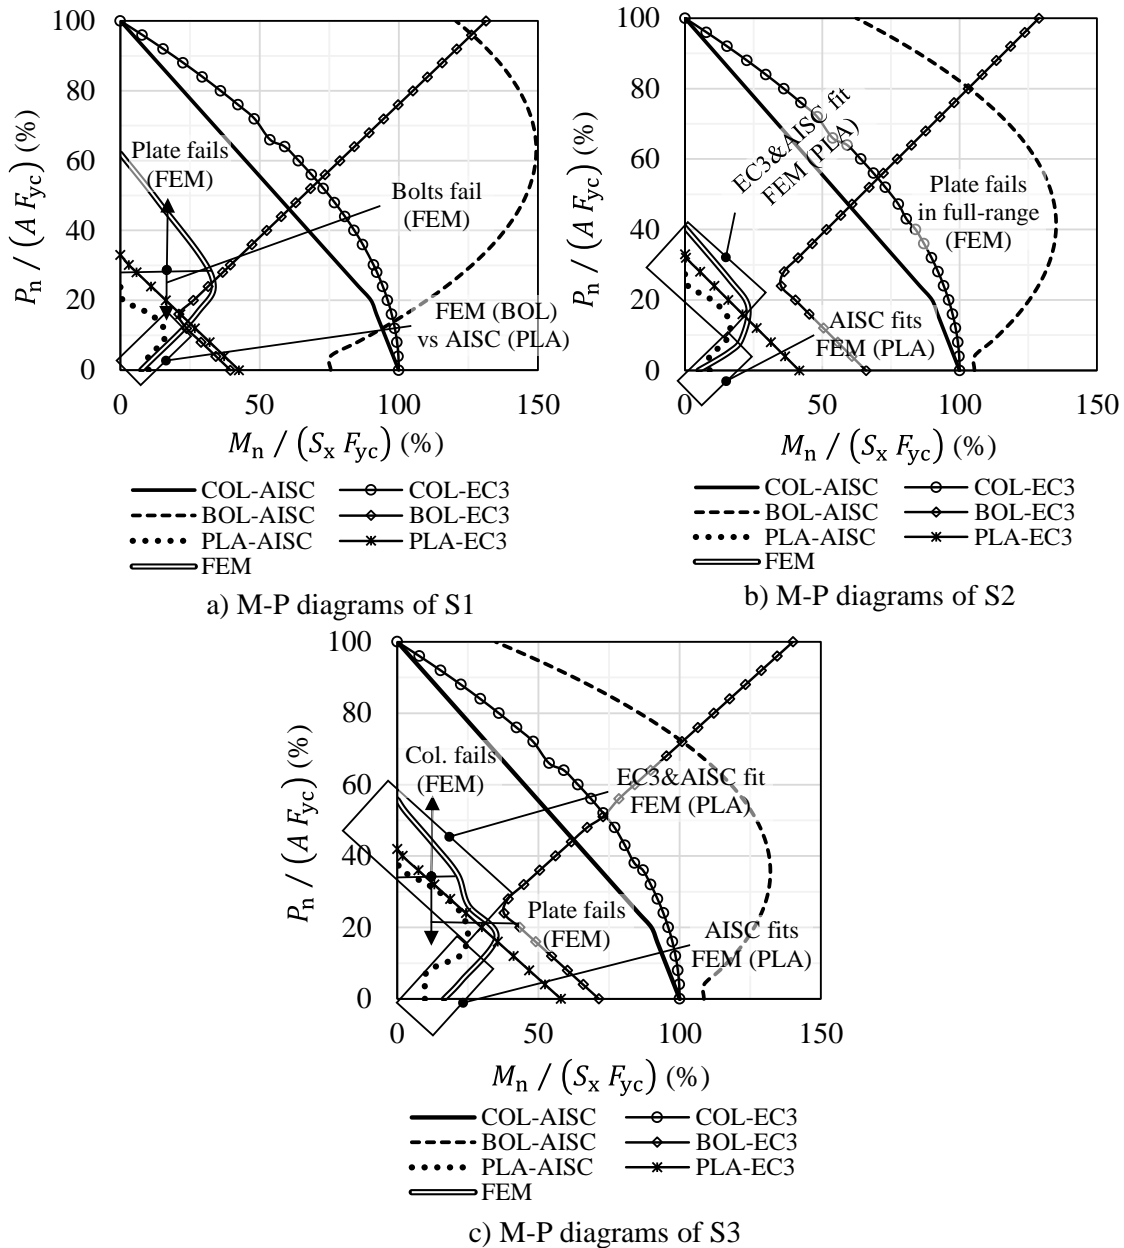 100
80
60
40
20
0
P_n / (A F_yc) (%)
Plate fails
(FEM)
Bolts fail
(FEM)
FEM (BOL)
vs AISC (PLA)
0 50 100 150
M_n / (S_x F_yc) (%)
COL-AISC COL-EC3
BOL-AISC BOL-EC3
PLA-AISC PLA-EC3
FEM
a) M-P diagrams of S1
100
80
60
40
20
0
P_n / (A F_yc) (%)
EC3&AISC fit
FEM (PLA)
Plate fails
in full-range
(FEM)
AISC fits
FEM (PLA)
0 50 100 150
M_n / (S_x F_yc) (%)
COL-AISC COL-EC3
BOL-AISC BOL-EC3
PLA-AISC PLA-EC3
FEM
b) M-P diagrams of S2
100
80
60
40
20
0
P_n / (A F_yc) (%)
Col. fails
(FEM)
EC3&AISC fit
FEM (PLA)
Plate fails
(FEM)
AISC fits
FEM (PLA)
0 50 100 150
M_n / (S_x F_yc) (%)
COL-AISC COL-EC3
BOL-AISC BOL-EC3
PLA-AISC PLA-EC3
FEM
c) M-P diagrams of S3